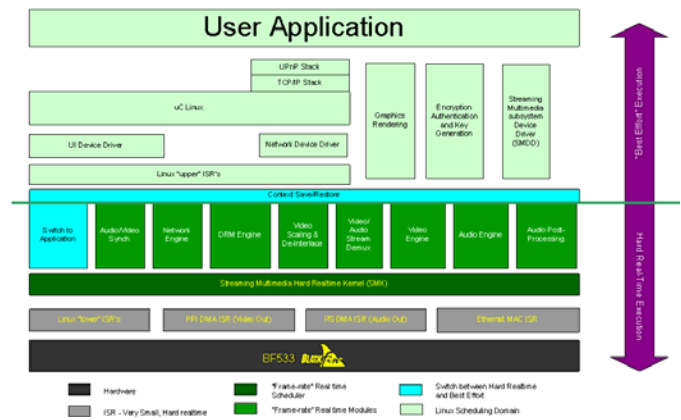 User Application
UPnP Stack
TCP/IP Stack
uC Linux
Graphics
Rendering
Encryption
Authentication
and Key
Generation
Streaming
Multimedia
subsystem
Device
Driver
(SMDD)
UI Device Driver
Network Device Driver
Linux "upper" ISR's
"Best Effort" Execution
Context Save/Restore
Switch to
Application
Audio/Video
Synch
Network
Engine
DRM Engine
Video
Scaling &
De-Interlace
Video/
Audio
Stream
Demux
Video
Engine
Audio Engine
Audio Post-
Processing
Hard Real-Time Execution
Streaming Multimedia Hard Realtime Kernel (SMK)
Linux "lower" ISR's
PPI DMA ISR (Video Out)
I²S DMA ISR (Audio Out)
Ethernet MAC ISR
BF533
Hardware
"Frame-rate" Real time
Scheduler
Switch between Hard Realtime
and Best Effort
ISR - Very Small, Hard realtime
"Frame-rate" Real time Modules
Linux Scheduling Domain